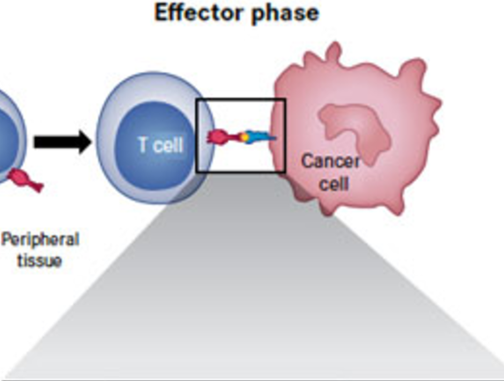 Effector phase
T cell
Cancer
cell
Peripheral
tissue